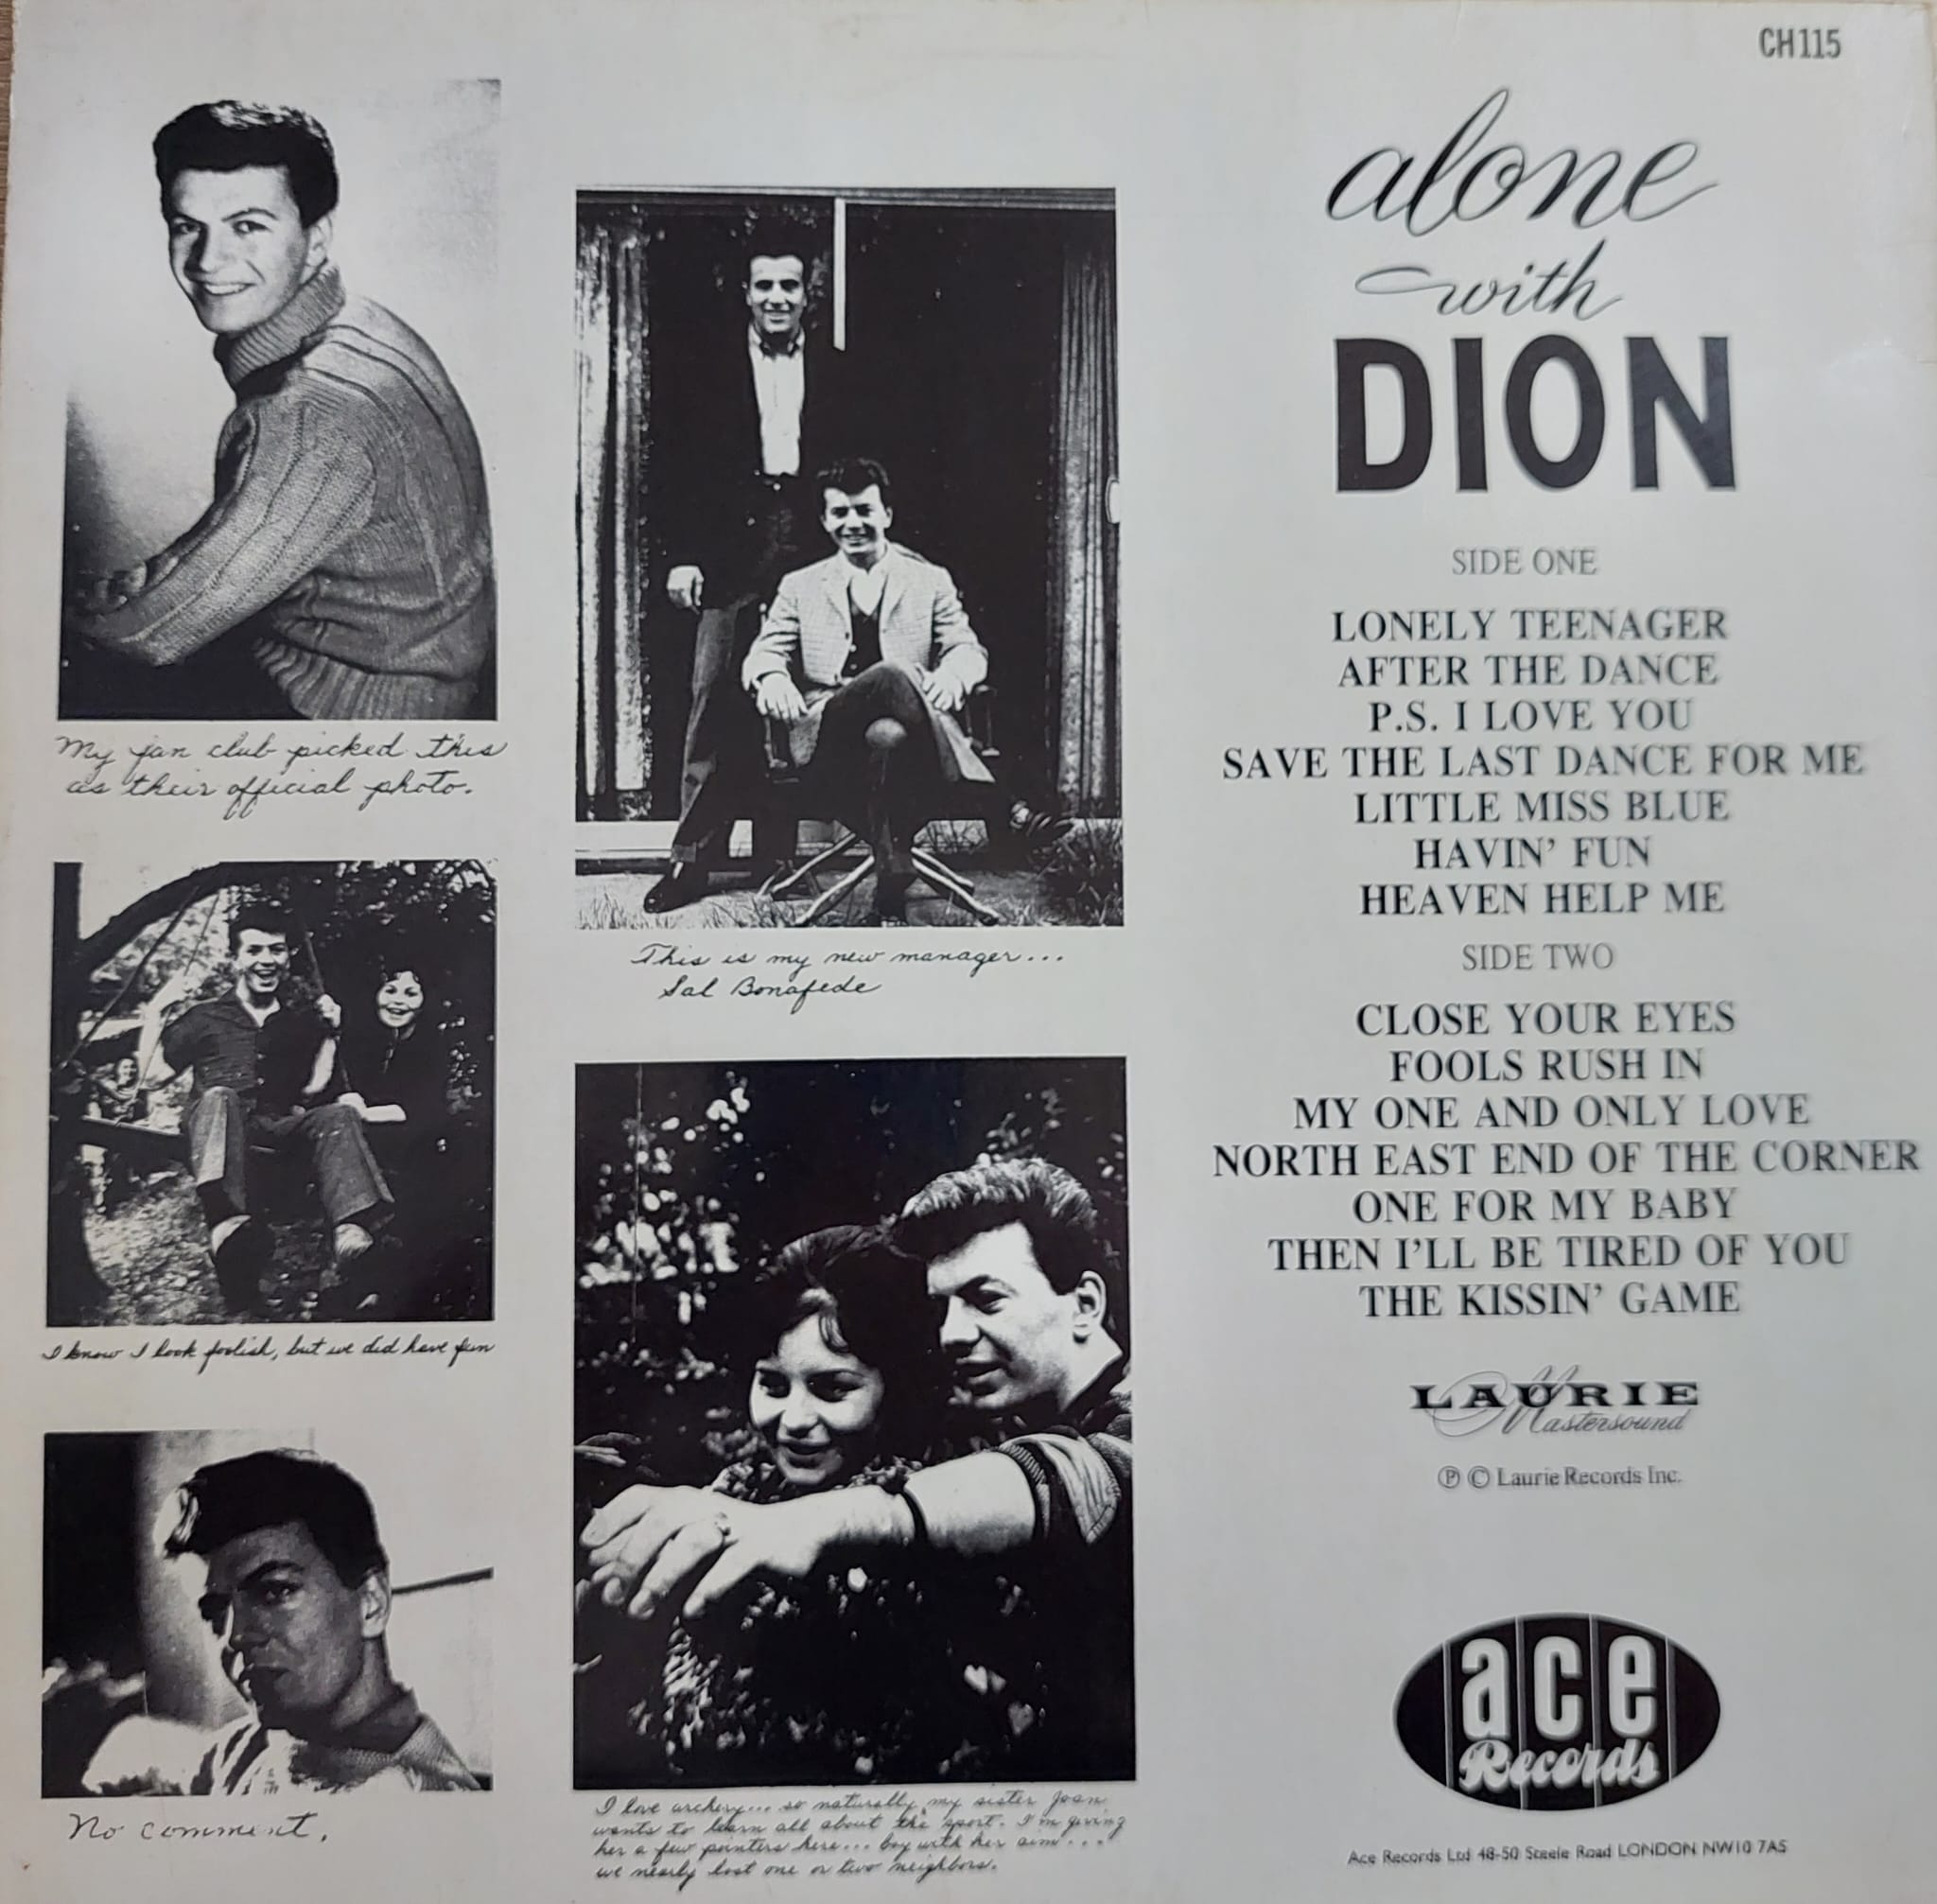 CH115
alone
with
DION
SIDE ONE
LONELY TEENAGER
AFTER THE DANCE
P.S. I LOVE YOU
SAVE THE LAST DANCE FOR ME
LITTLE MISS BLUE
HAVIN' FUN
HEAVEN HELP ME
SIDE TWO
CLOSE YOUR EYES
FOOLS RUSH IN
MY ONE AND ONLY LOVE
NORTH EAST END OF THE CORNER
ONE FOR MY BABY
THEN I'LL BE TIRED OF YOU
THE KISSIN' GAME
LAURIE
Mastersound
℗ © Laurie Records Inc.
ace
Records
Ace Records Ltd 48-50 Steele Road LONDON NW10 7AS
My fan club picked this
as their official photo.
I know I look foolish, but we did have fun
No comment.
This is my new manager...
Sal Bonafede
I love archery... so naturally, my sister Joan
wants to learn all about the sport. I'm giving
her a few pointers here... boy with her aim...
we nearly lost one or two neighbors.